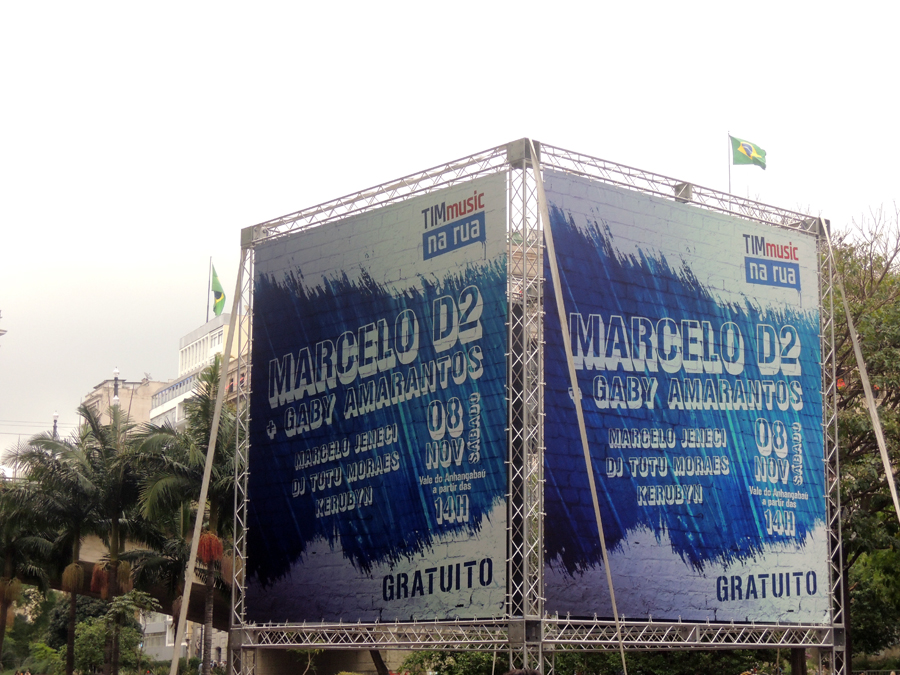 TIMmusic
na rua
MARCELO D2
+ GABY AMARANTOS
MARCELO JENECI
DJ TUTU MORAES
KERUBYN
08
NOV
SÁBADO
Vale do Anhangabaú
a partir das
14H
GRATUITO
TIMmusic
na rua
MARCELO D2
+ GABY AMARANTOS
MARCELO JENECI
DJ TUTU MORAES
KERUBYN
08
NOV
SÁBADO
Vale do Anhangabaú
a partir das
14H
GRATUITO